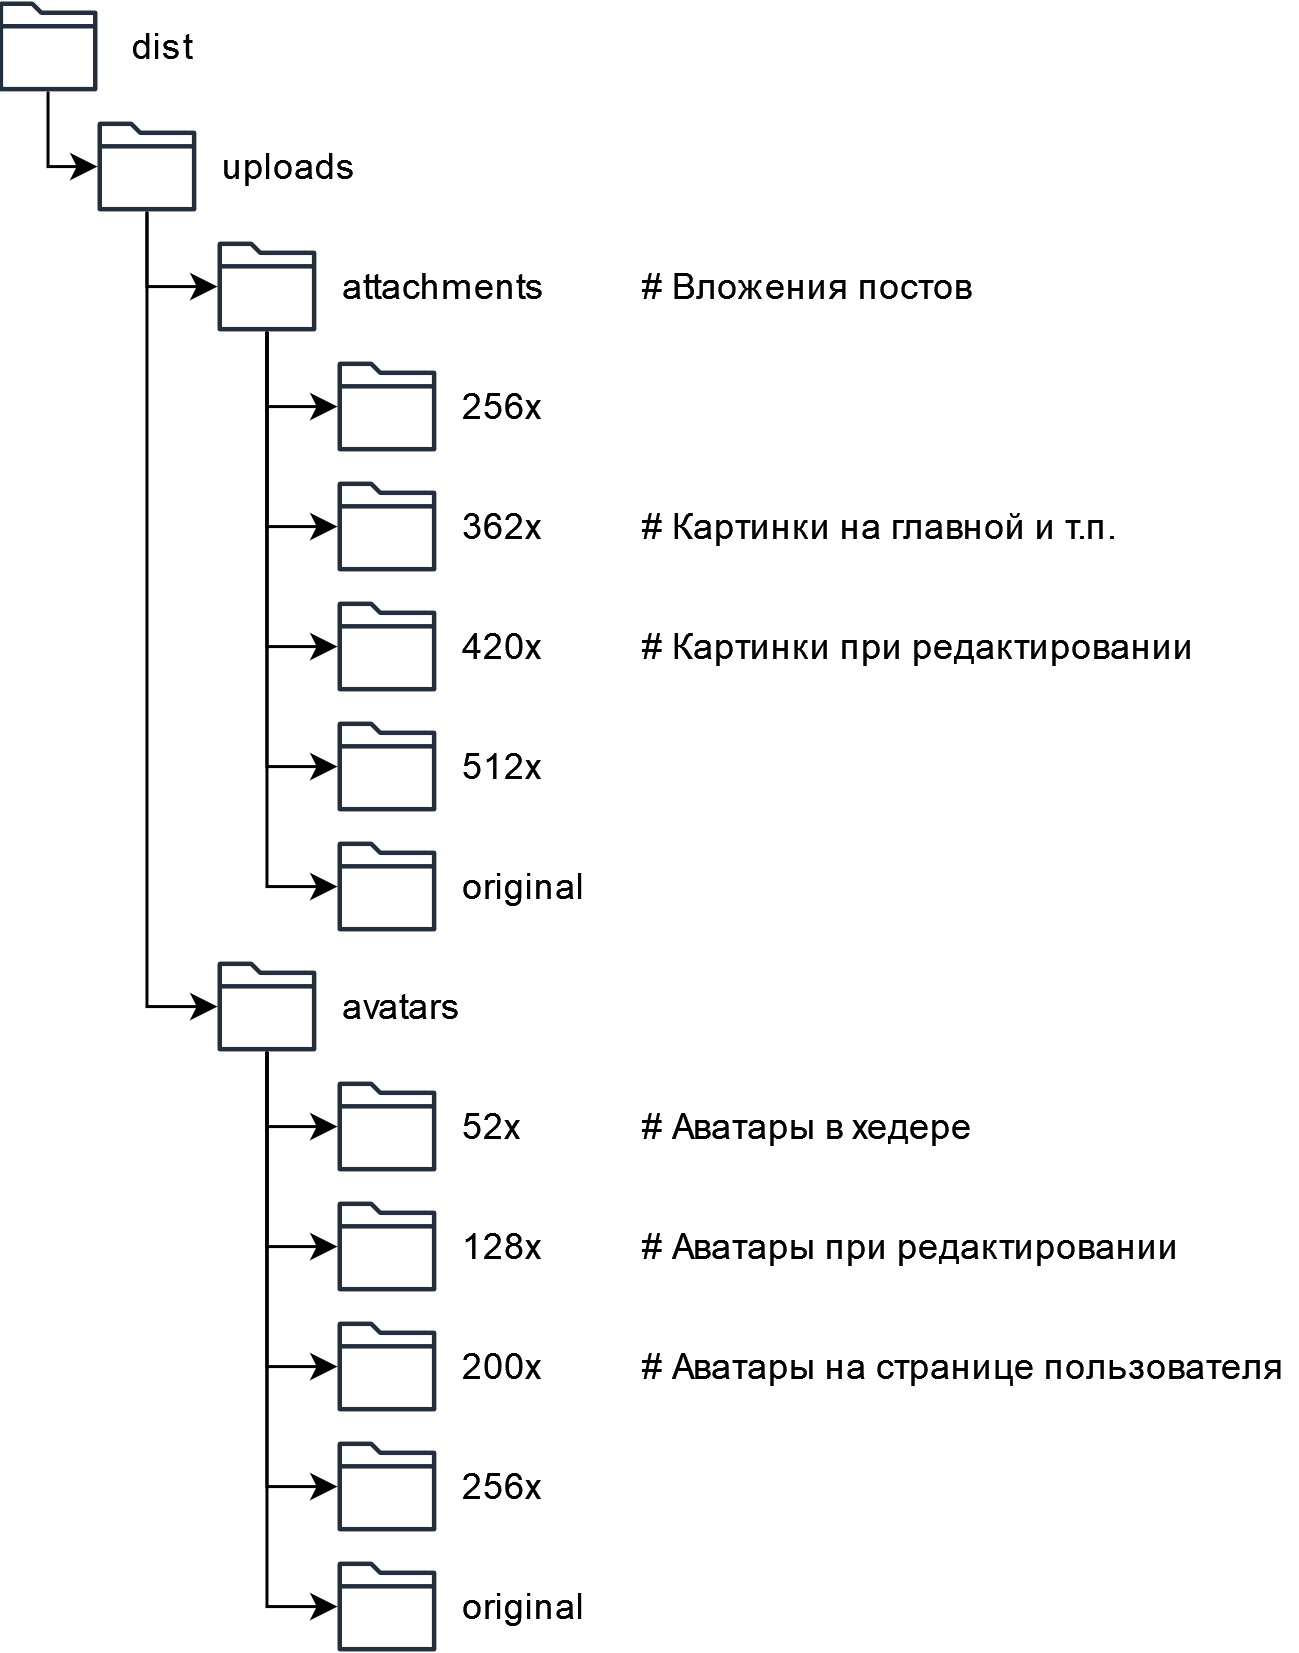 dist
uploads
attachments # Вложения постов
256x
362x # Картинки на главной и т.п.
420x # Картинки при редактировании
512x
original
avatars
52x # Аватары в хедере
128x # Аватары при редактировании
200x # Аватары на странице пользователя
256x
original